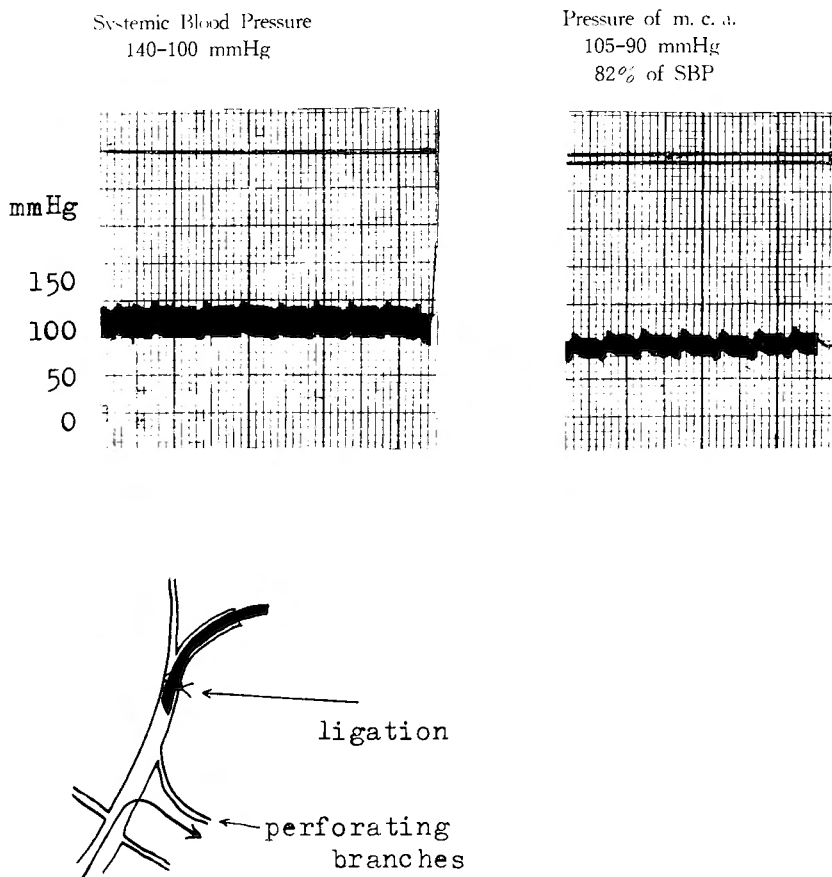 Systemic Blood Pressure
140-100 mmHg
Pressure of m. c. a.
105-90 mmHg
82% of SBP
mmHg
150
100
50
0
ligation
perforating
branches